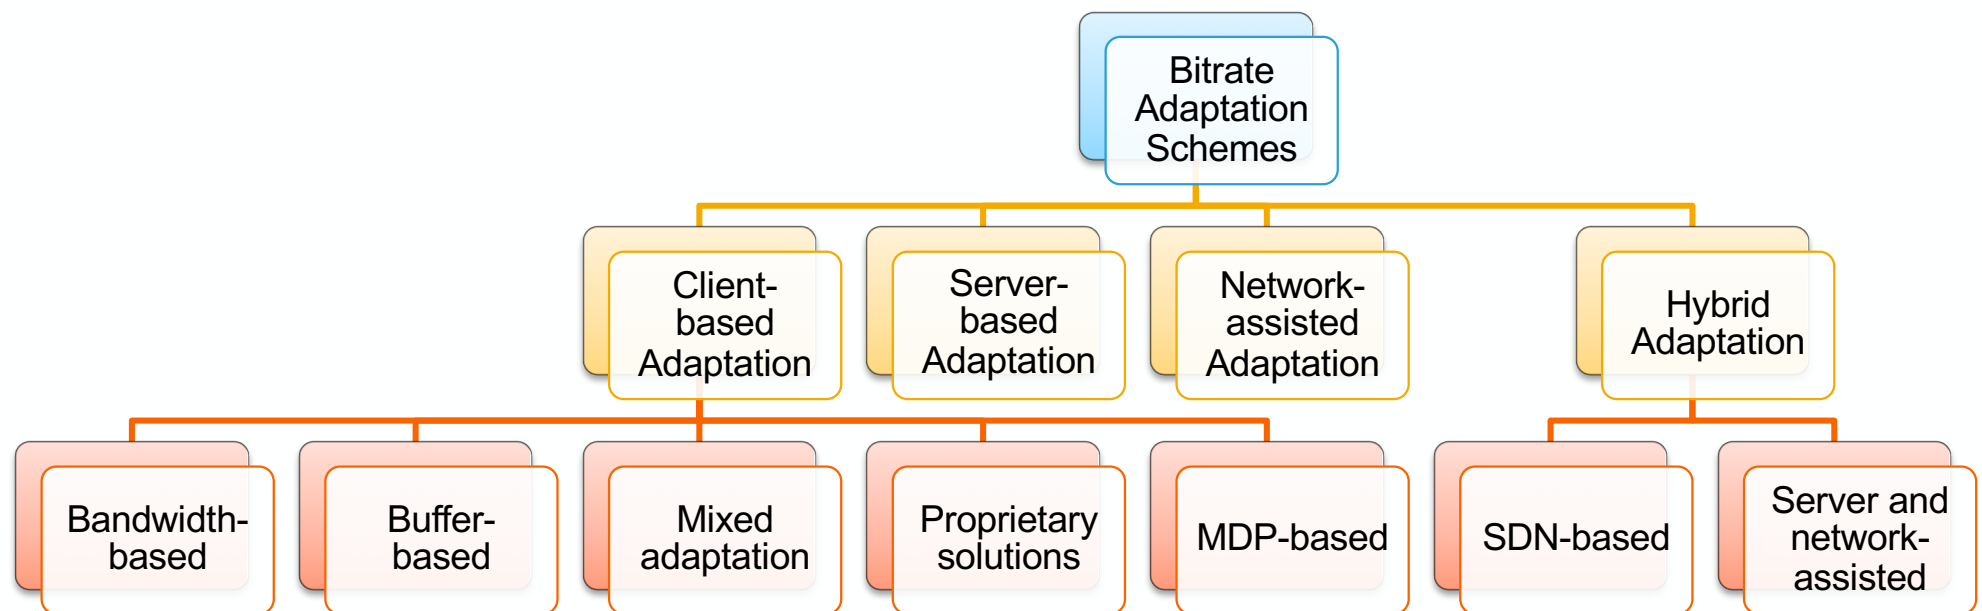 Bitrate
Adaptation
Schemes
Client-
based
Adaptation
Server-
based
Adaptation
Network-
assisted
Adaptation
Hybrid
Adaptation
Bandwidth-
based
Buffer-
based
Mixed
adaptation
Proprietary
solutions
MDP-based
SDN-based
Server and
network-
assisted